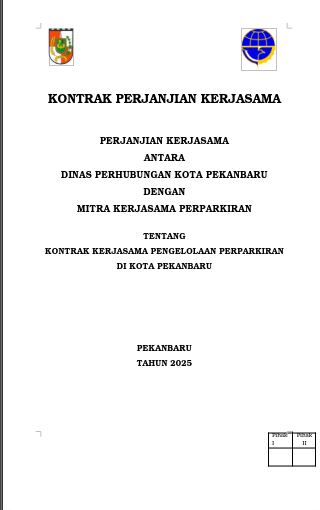 KONTRAK PERJANJIAN KERJASAMA
PERJANJIAN KERJASAMA
ANTARA
DINAS PERHUBUNGAN KOTA PEKANBARU
DENGAN
MITRA KERJASAMA PERPARKIRAN
TENTANG
KONTRAK KERJASAMA PENGELOLAAN PERPARKIRAN
DI KOTA PEKANBARU
PEKANBARU
TAHUN 2025
PIHAK PIHAK
I II